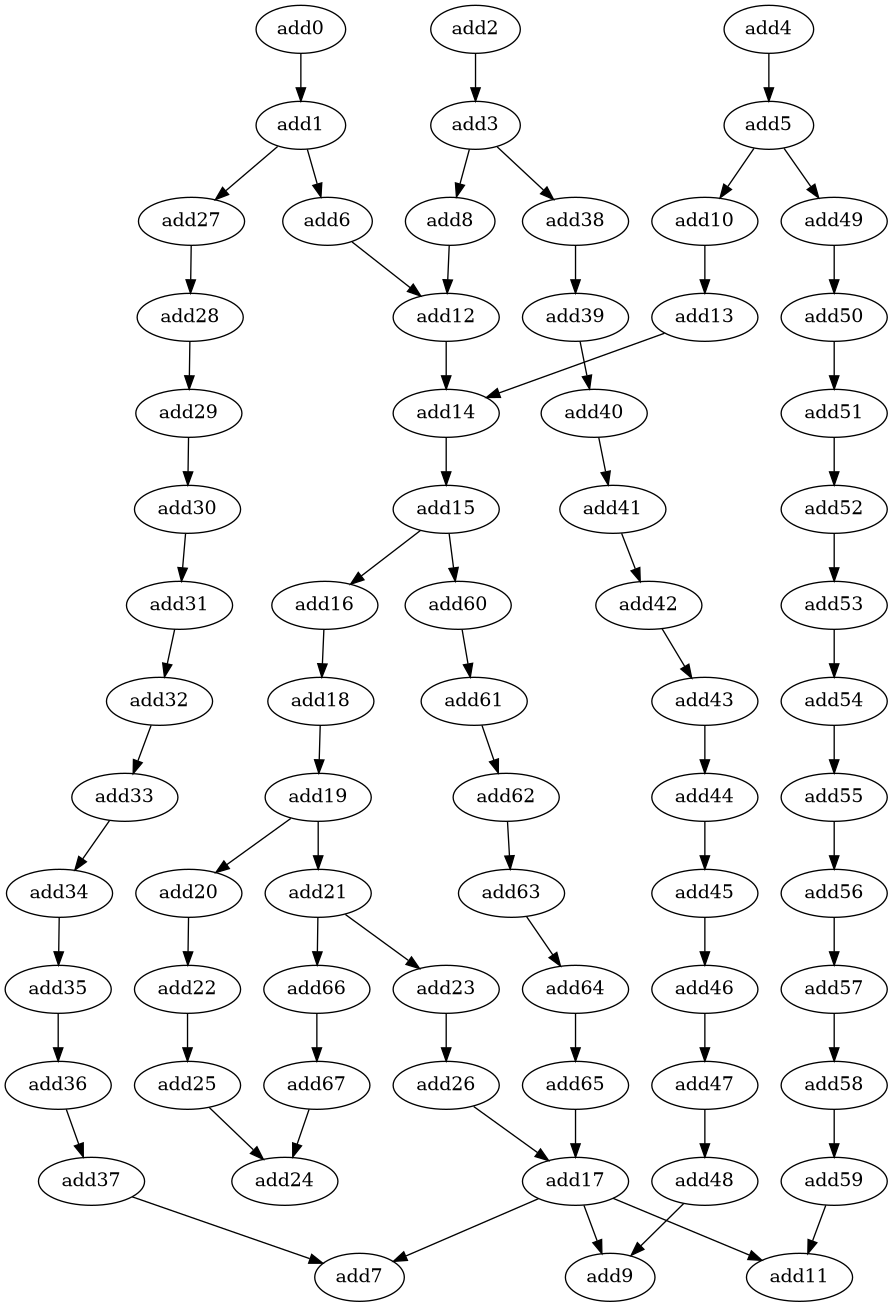 add0 add2 add4
add1 add3 add5
add27 add6 add8 add38 add10 add49
add28 add12 add39 add13 add50
add29 add14 add40 add51
add30 add15 add41 add52
add31 add16 add60 add42 add53
add32 add18 add61 add43 add54
add33 add19 add62 add44 add55
add34 add20 add21 add63 add45 add56
add35 add22 add66 add23 add64 add46 add57
add36 add25 add67 add26 add65 add47 add58
add37 add24 add17 add48 add59
add7 add9 add11